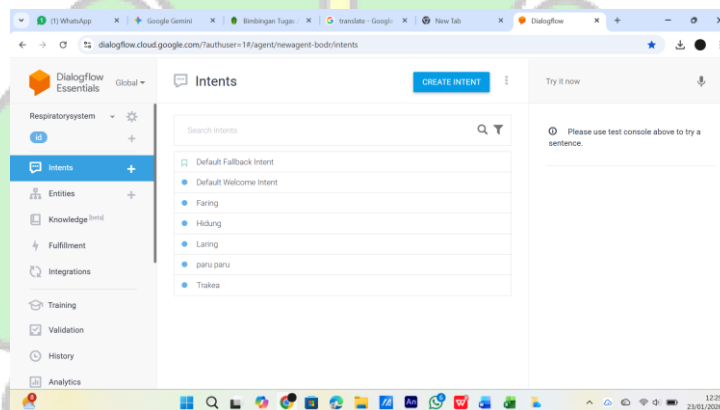 (1) WhatsApp
Google Gemini
Bimbingan Tugas
translate - Google
New Tab
Dialogflow
dialogflow.cloud.google.com/?authuser=1#/agent/newagent-bodr/intents
Dialogflow
Essentials
Global
Intents
CREATE INTENT
Try it now
Respiratorysystem
id
Search intents
Please use test console above to try a
sentence.
Intents
Default Fallback Intent
Entities
Default Welcome Intent
Knowledge [beta]
Faring
Fulfillment
Hidung
Integrations
Laring
paru paru
Trakea
Training
Validation
History
Analytics